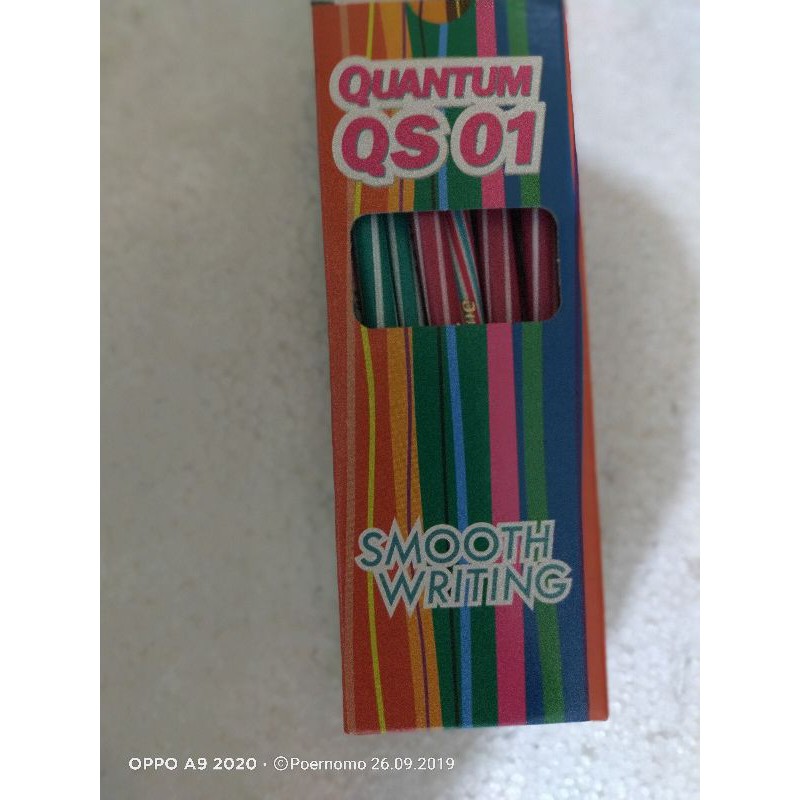 QUANTUM
QS 01
SMOOTH
WRITING
OPPO A9 2020 · ©Poernomo 26.09.2019